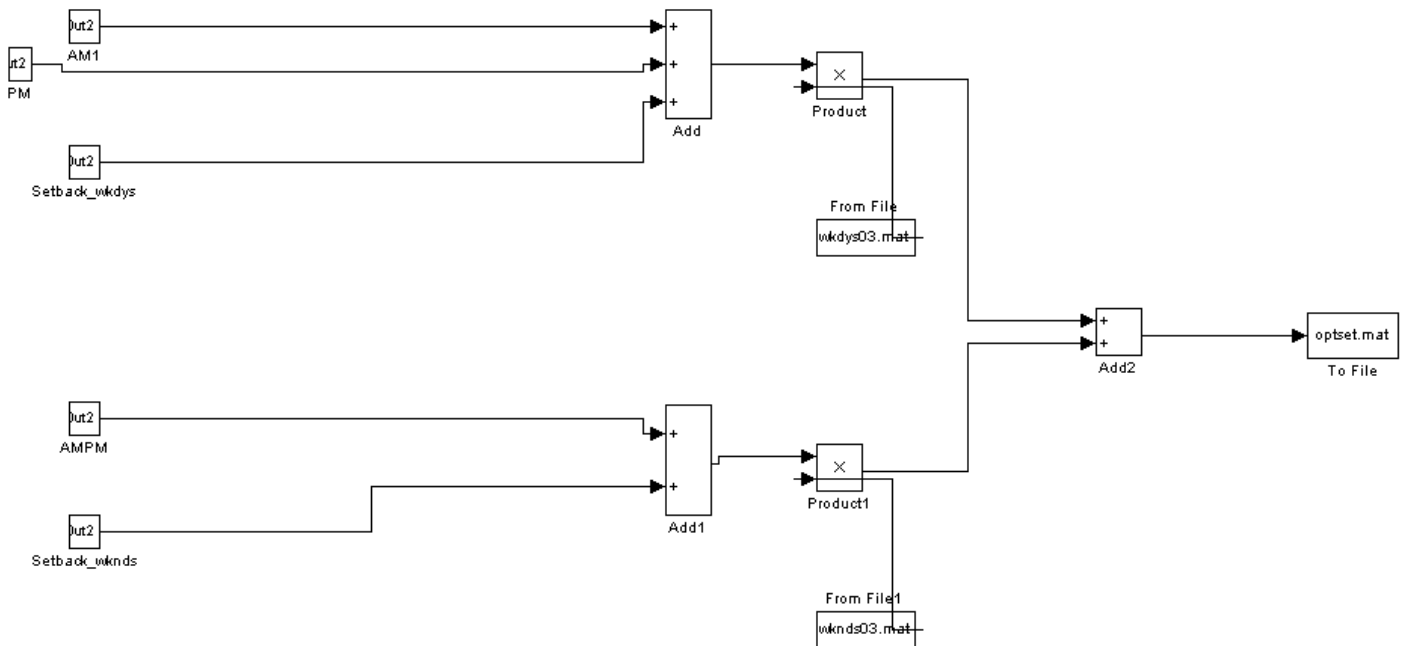 Out2
AM1
ut2
PM
+
+
+
Add
×
Product
Out2
Setback_wkdys
From File
wkdys03.mat
+
+
Add2
optset.mat
To File
Out2
AMPM
+
+
Add1
×
Product1
Out2
Setback_wknds
From File1
wknds03.mat